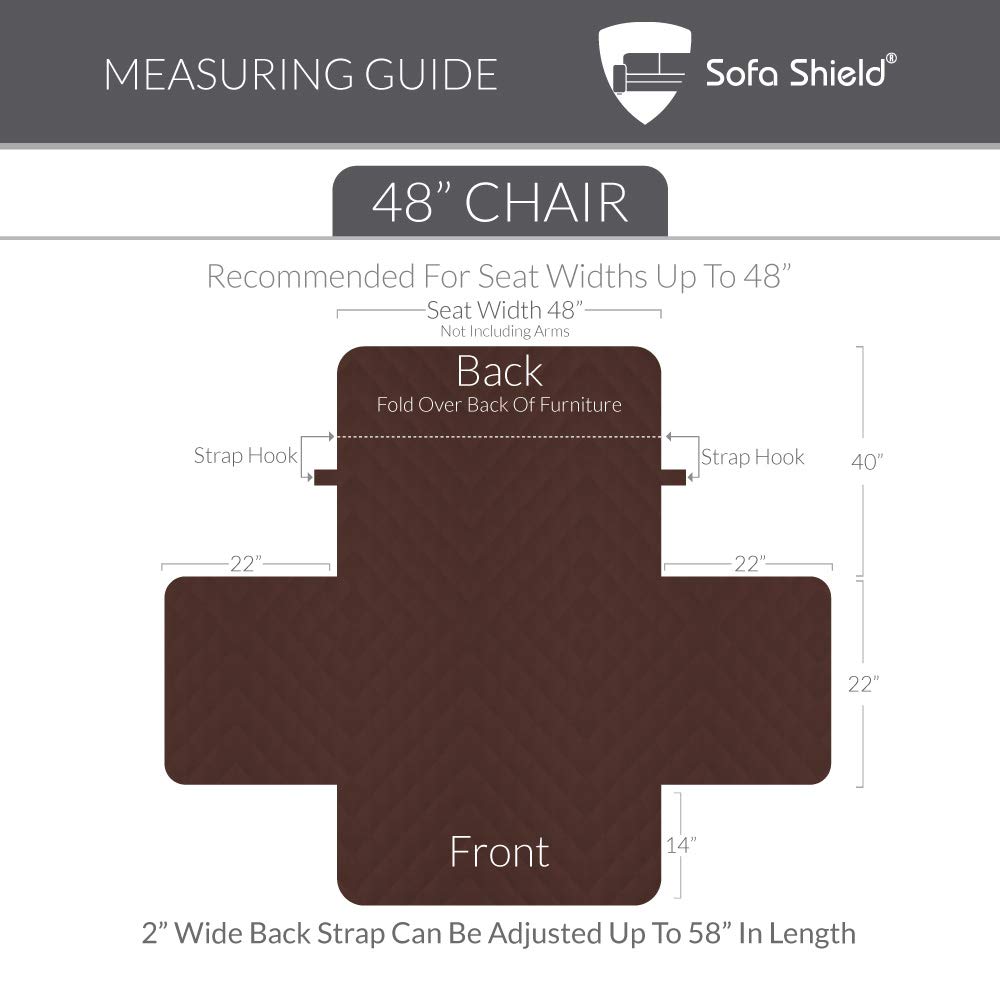 MEASURING GUIDE
Sofa Shield®
48” CHAIR
Recommended For Seat Widths Up To 48”
Seat Width 48”
Not Including Arms
Back
Fold Over Back Of Furniture
Strap Hook
Strap Hook
40”
22”
22”
22”
Front
14”
2” Wide Back Strap Can Be Adjusted Up To 58” In Length